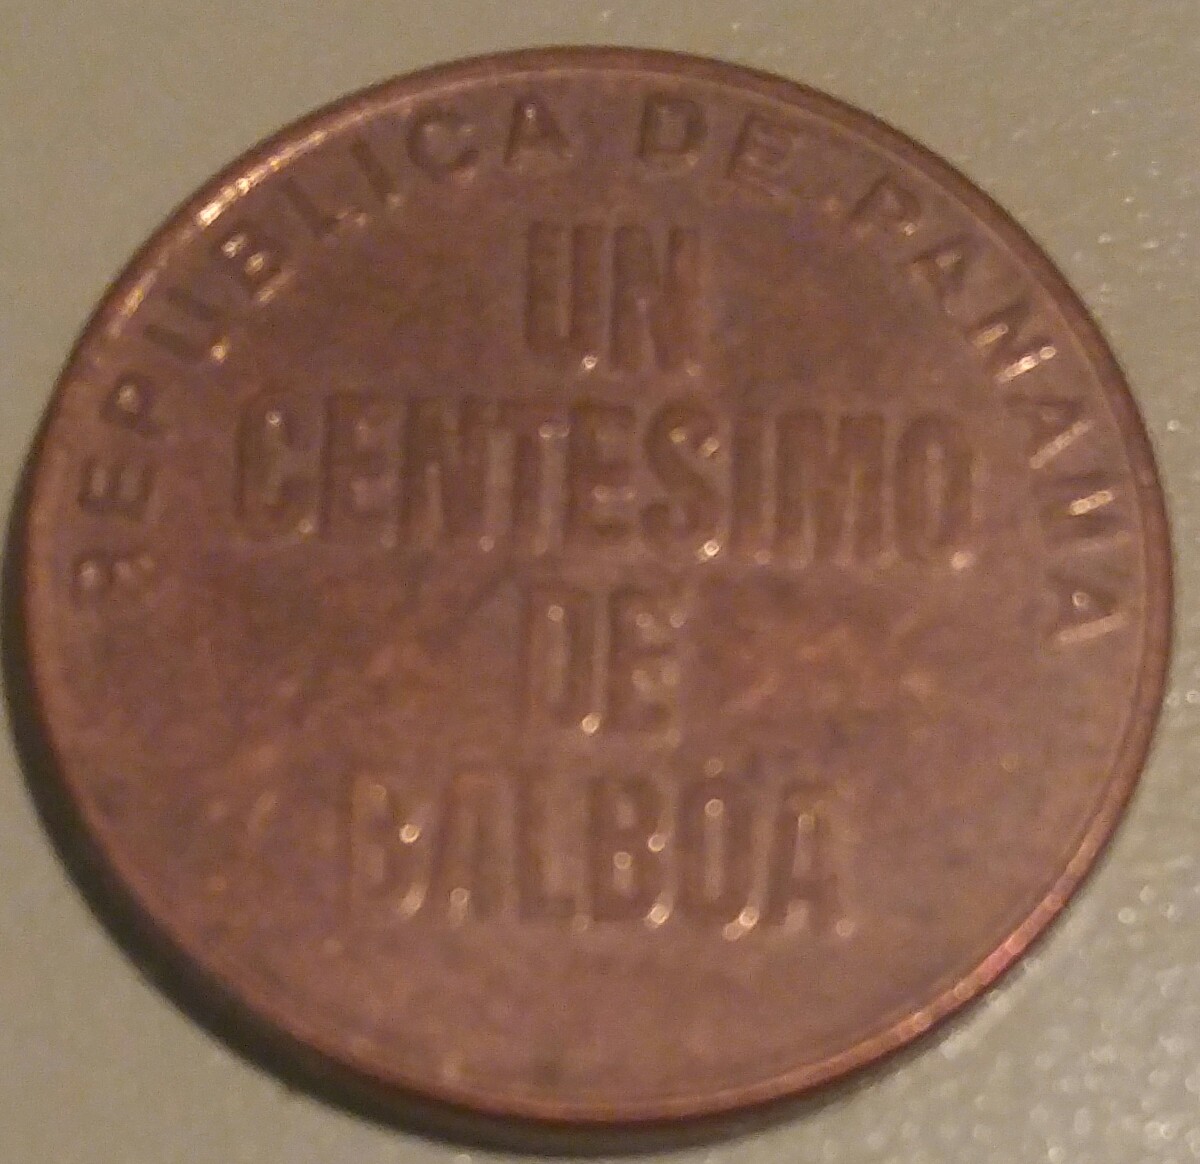 REPUBLICA DE PANAMA
UN
CENTESIMO
DE
BALBOA